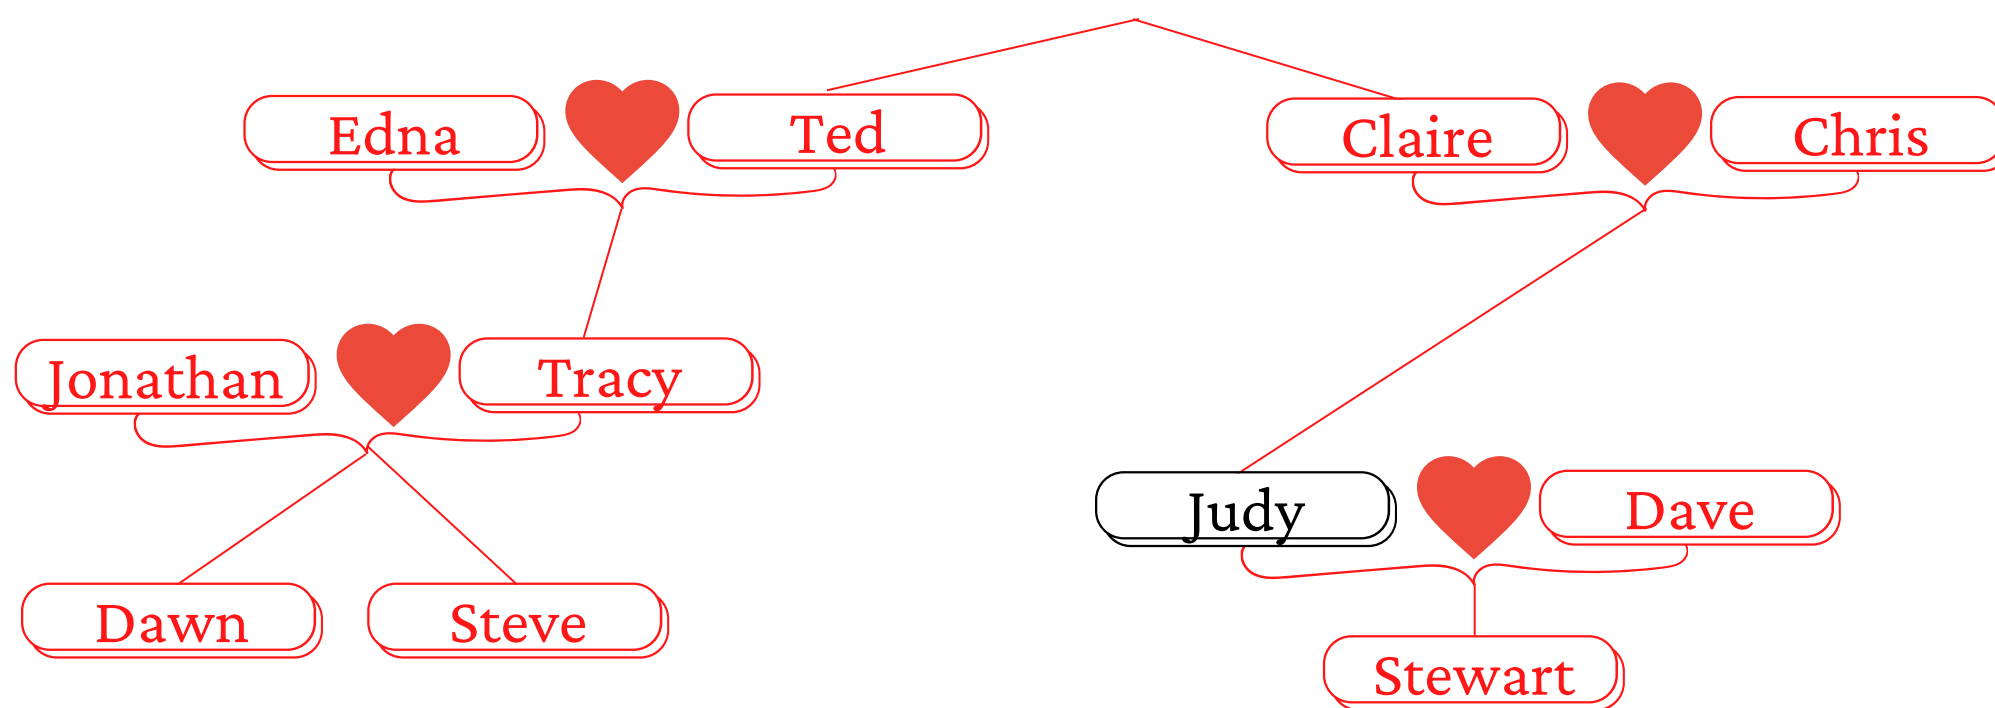 Edna
Ted
Claire
Chris
Jonathan
Tracy
Judy
Dave
Dawn
Steve
Stewart